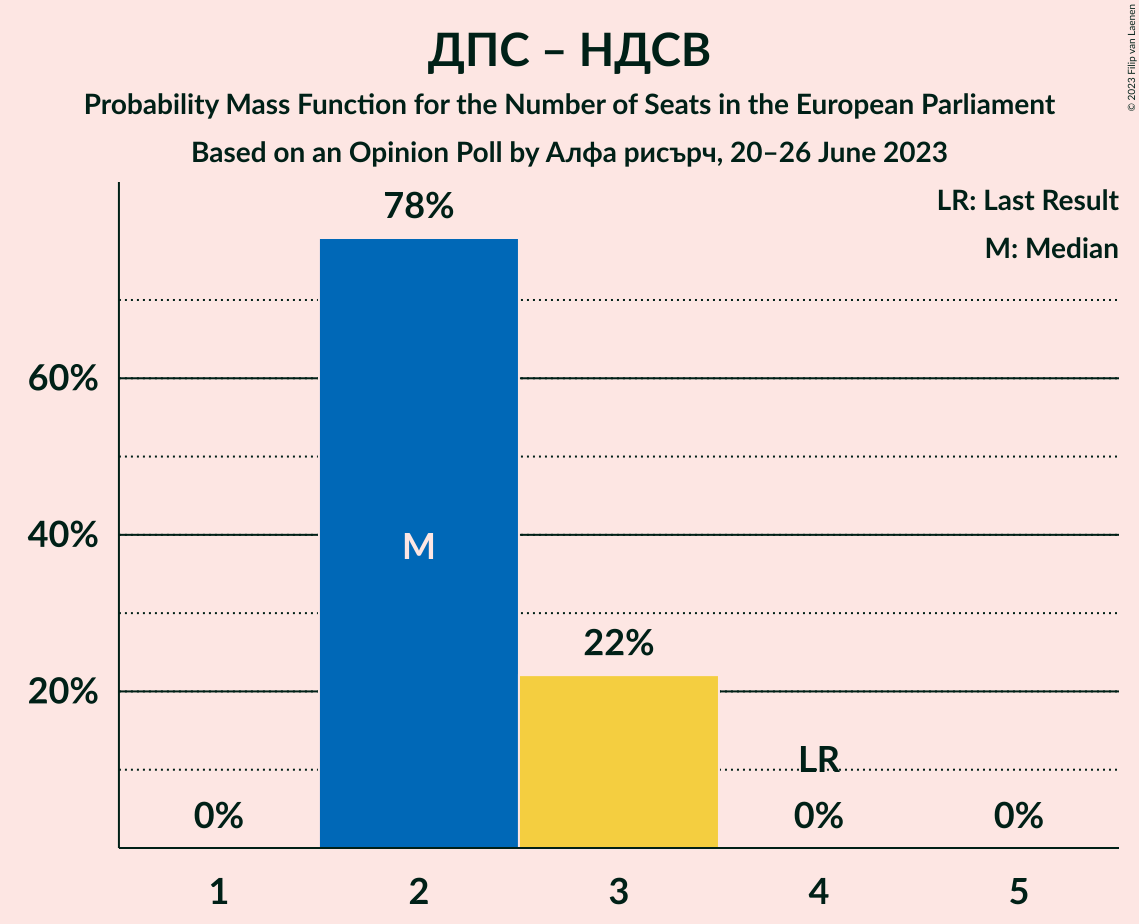 ДПС – НДСВ
Probability Mass Function for the Number of Seats in the European Parliament
Based on an Opinion Poll by Алфа рисърч, 20–26 June 2023
© 2023 Filip van Laenen
LR: Last Result
M: Median
78%
60%
40%
20%
M
22%
LR
0%
0%
0%
1
2
3
4
5